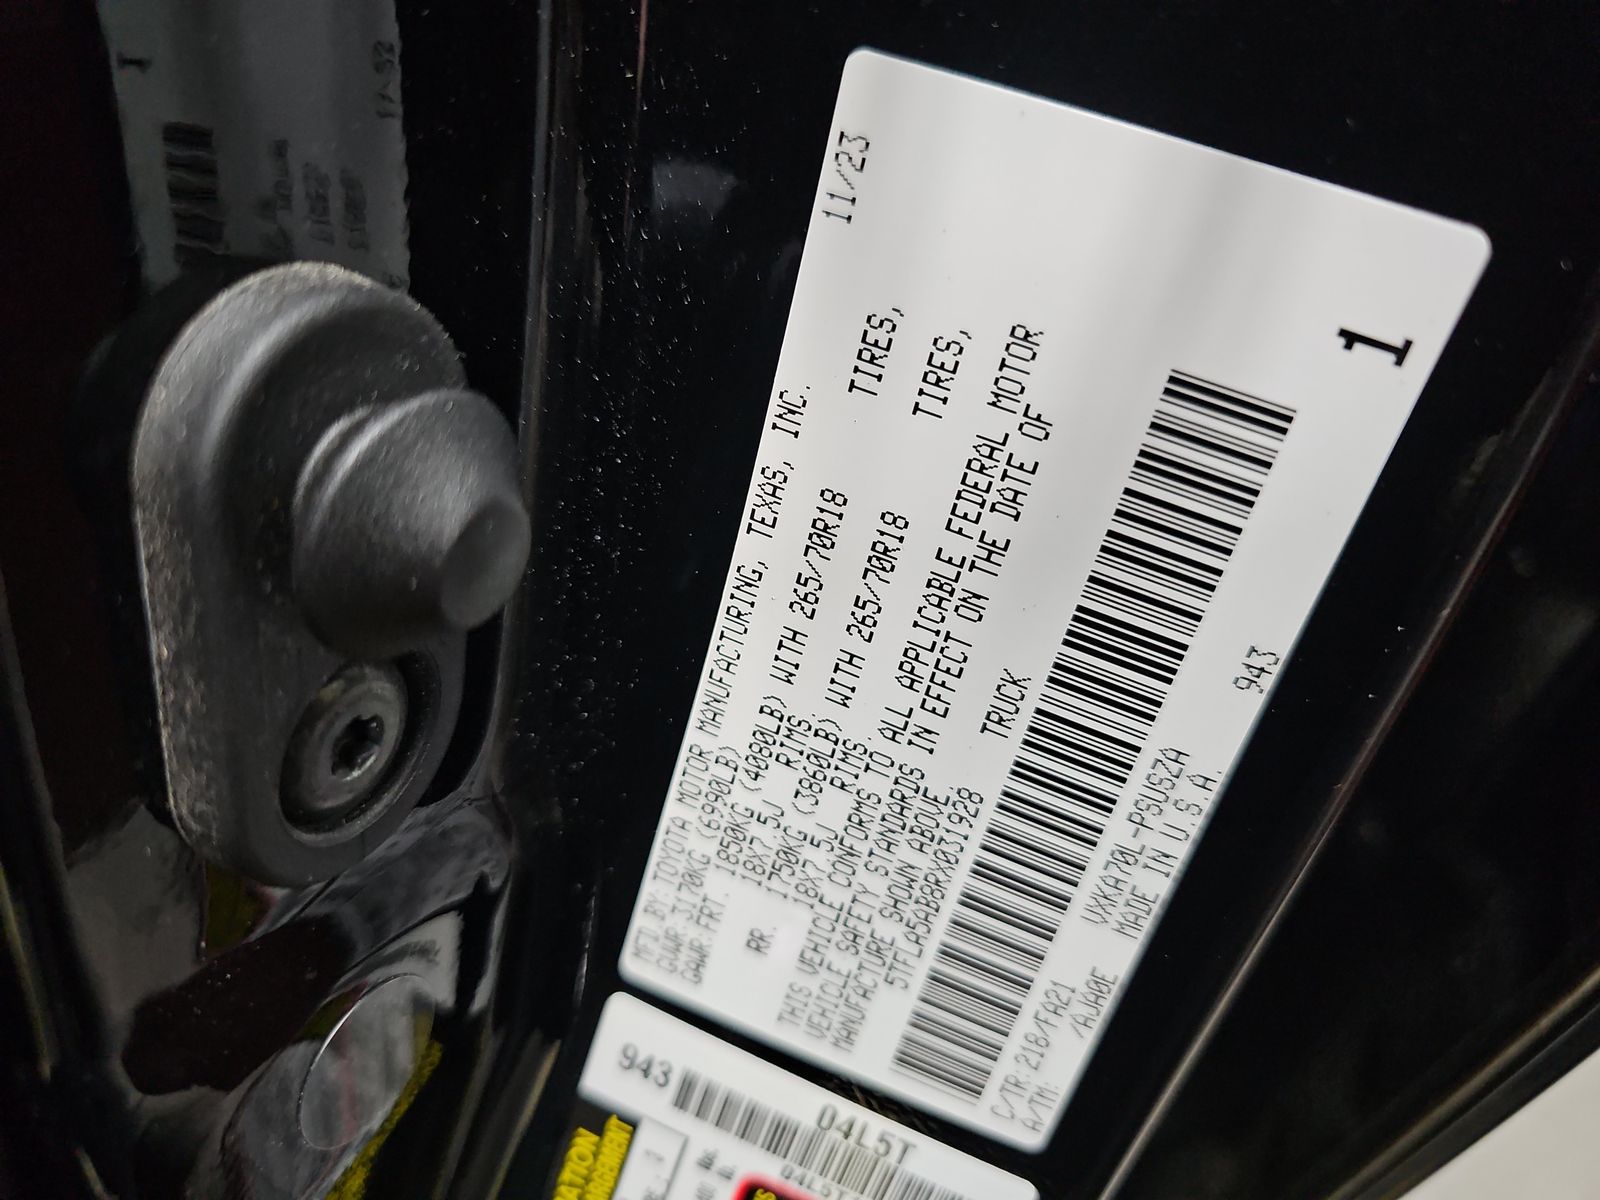 MFD.BY:TOYOTA MOTOR MANUFACTURING, TEXAS, INC. 11/23
GVWR:3170KG (6990LB)
GAWR:FRT. 1850KG (4080LB) WITH 265/70R18 TIRES,
18X7.5J RIMS,
RR. 1750KG (3860LB) WITH 265/70R18 TIRES,
18X7.5J RIMS.
THIS VEHICLE CONFORMS TO ALL APPLICABLE FEDERAL MOTOR
VEHICLE SAFETY STANDARDS IN EFFECT ON THE DATE OF
MANUFACTURE SHOWN ABOVE.
5TFLA5AB8RX031928 TRUCK
1
C/TR:218/FA21 VXKA70L-PSUSZA 943
A/TM: /AJA0E MADE IN U.S.A.
943
04L5T